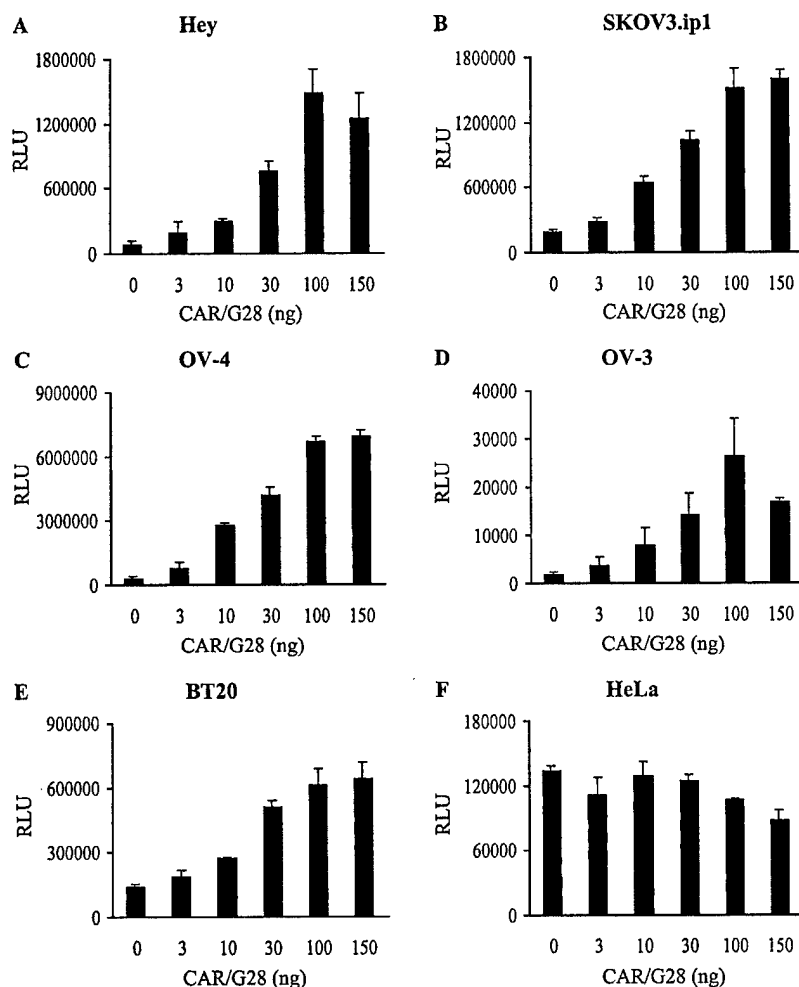 A Hey
RLU
1800000
1200000
600000
0
0 3 10 30 100 150
CAR/G28 (ng)
B SKOV3.ip1
RLU
1800000
1200000
600000
0
0 3 10 30 100 150
CAR/G28 (ng)
C OV-4
RLU
9000000
6000000
3000000
0
0 3 10 30 100 150
CAR/G28 (ng)
D OV-3
RLU
40000
30000
20000
10000
0
0 3 10 30 100 150
CAR/G28 (ng)
E BT20
RLU
900000
600000
300000
0
0 3 10 30 100 150
CAR/G28 (ng)
F HeLa
RLU
180000
120000
60000
0
0 3 10 30 100 150
CAR/G28 (ng)